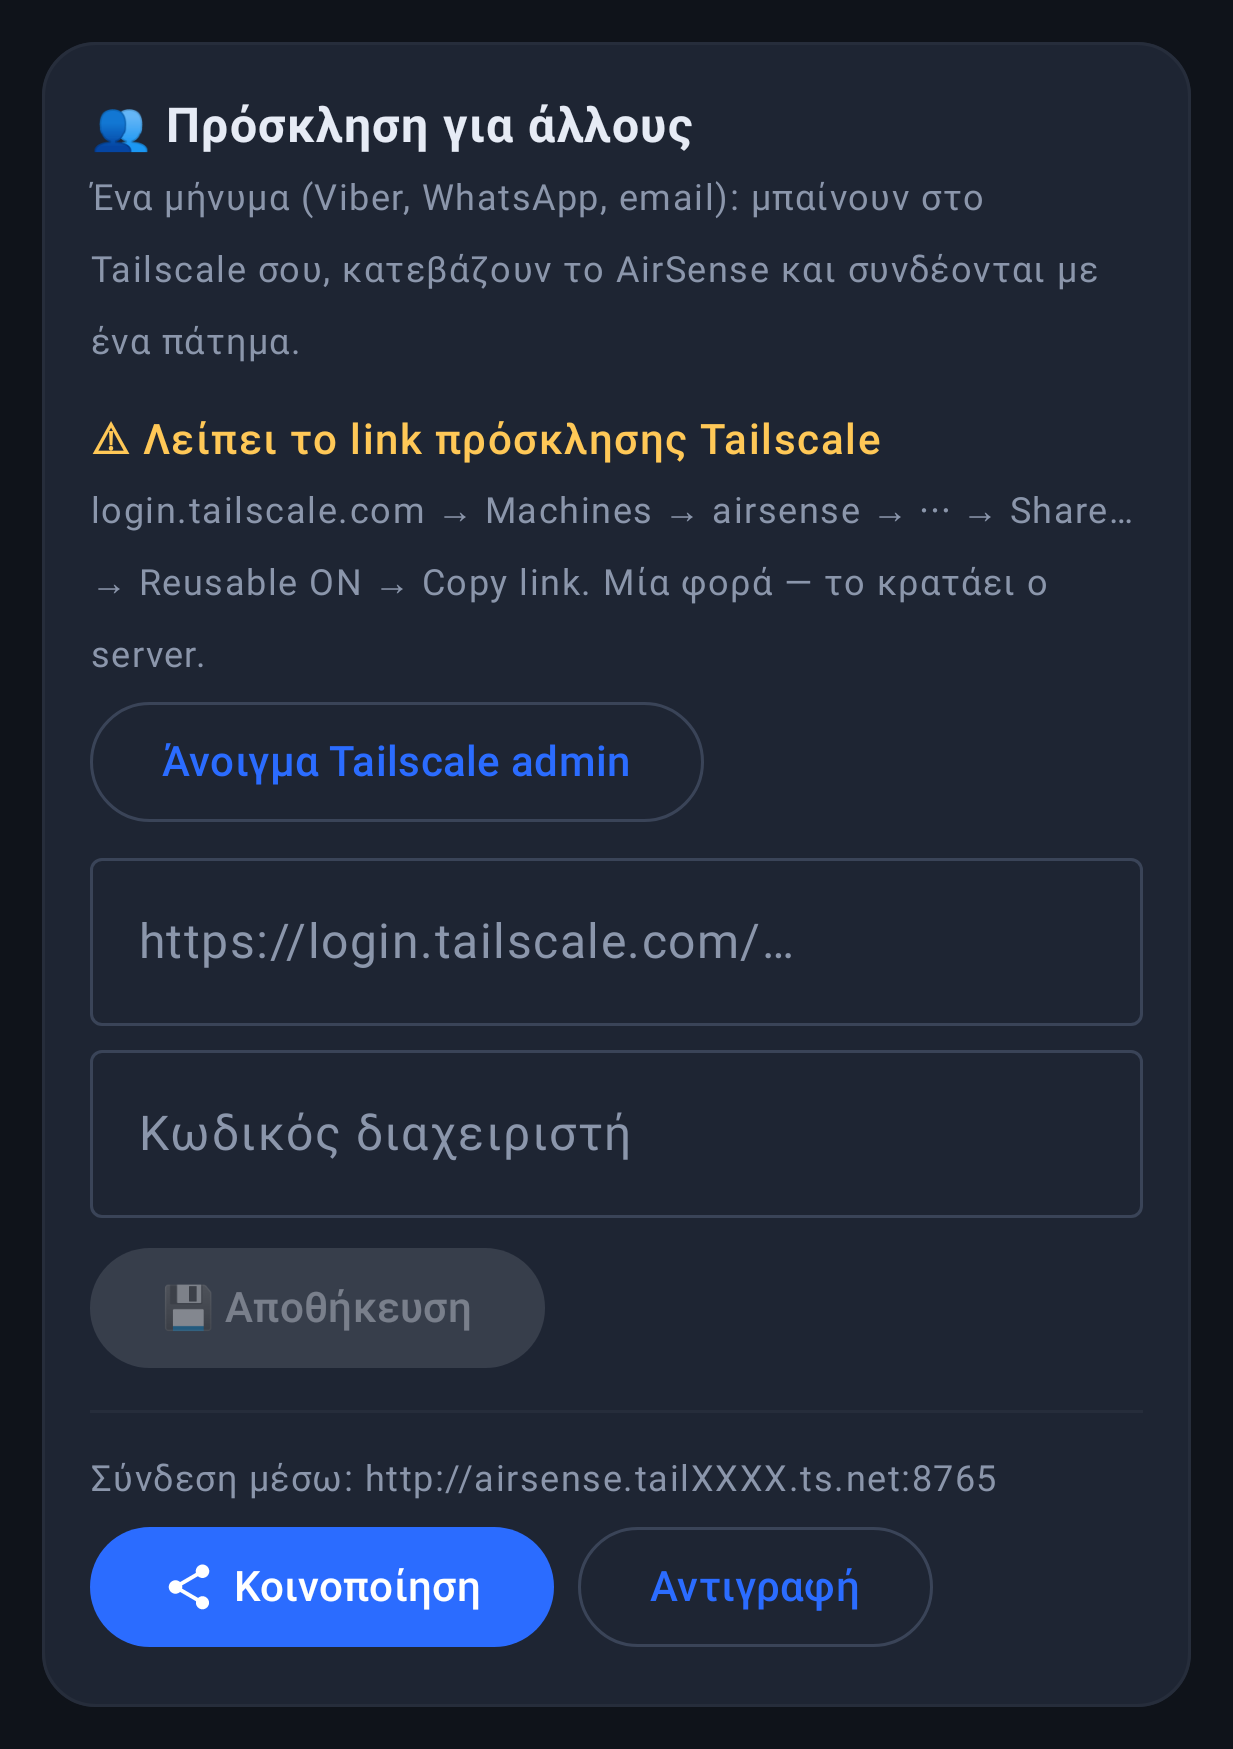 👥 Πρόσκληση για άλλους
Ένα μήνυμα (Viber, WhatsApp, email): μπαίνουν στο
Tailscale σου, κατεβάζουν το AirSense και συνδέονται με
ένα πάτημα.
⚠ Λείπει το link πρόσκλησης Tailscale
login.tailscale.com → Machines → airsense → ⋯ → Share…
→ Reusable ON → Copy link. Μία φορά — το κρατάει ο
server.
Άνοιγμα Tailscale admin
https://login.tailscale.com/…
Κωδικός διαχειριστή
💾 Αποθήκευση
Σύνδεση μέσω: http://airsense.tailXXXX.ts.net:8765
Κοινοποίηση
Αντιγραφή